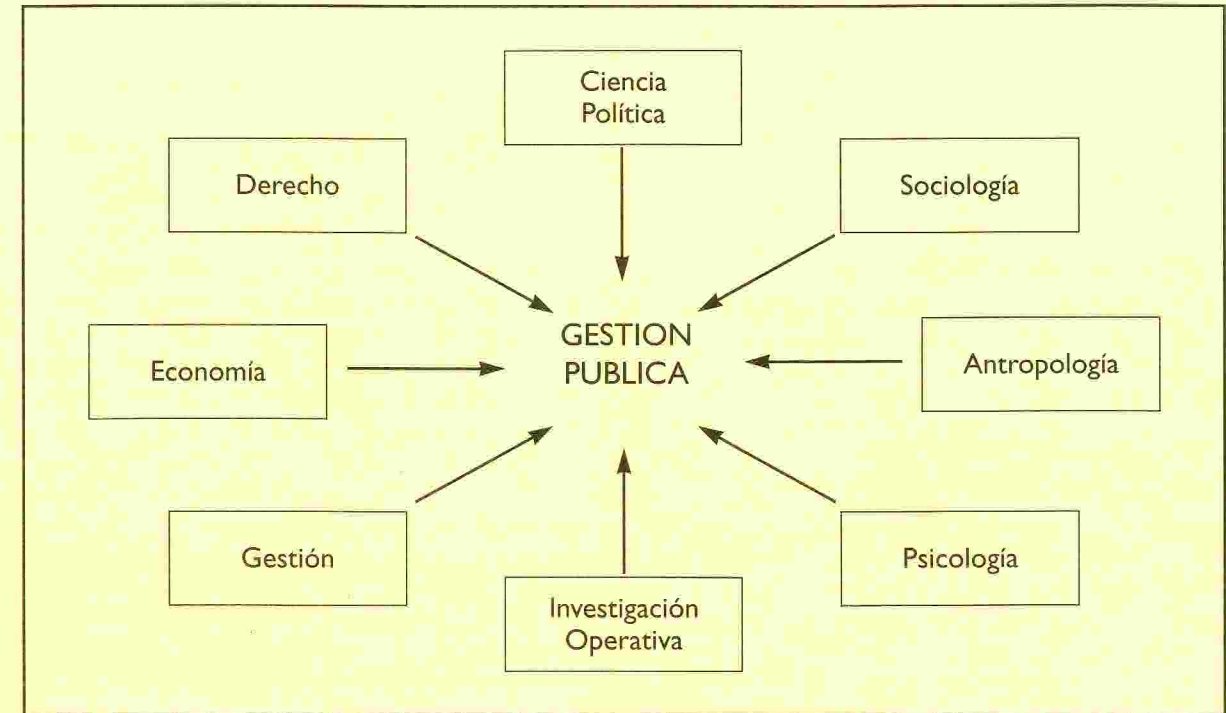 Ciencia
Política
Derecho
Sociología
GESTION
PUBLICA
Economía
Antropología
Gestión
Psicología
Investigación
Operativa